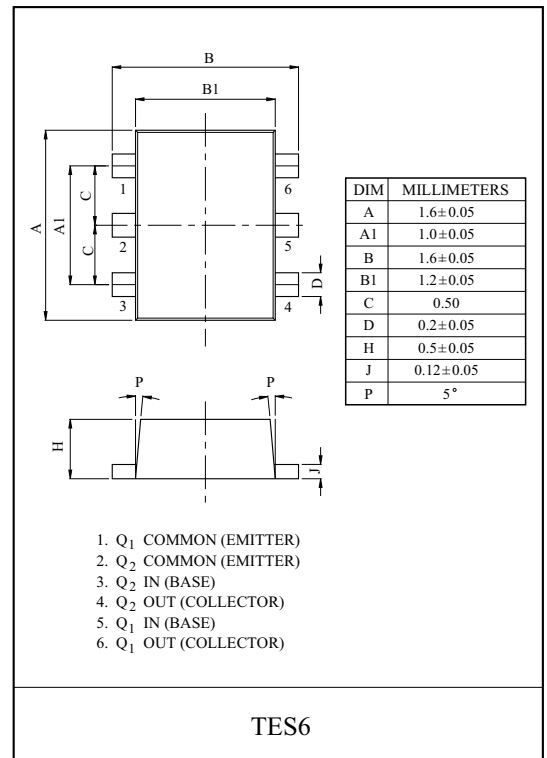 B
B1
A
A1
C
C
1
2
3
6
5
4
D
P
P
H
J
DIM MILLIMETERS
A 1.6±0.05
A1 1.0±0.05
B 1.6±0.05
B1 1.2±0.05
C 0.50
D 0.2±0.05
H 0.5±0.05
J 0.12±0.05
P 5°
1. Q1 COMMON (EMITTER)
2. Q2 COMMON (EMITTER)
3. Q2 IN (BASE)
4. Q2 OUT (COLLECTOR)
5. Q1 IN (BASE)
6. Q1 OUT (COLLECTOR)
TES6